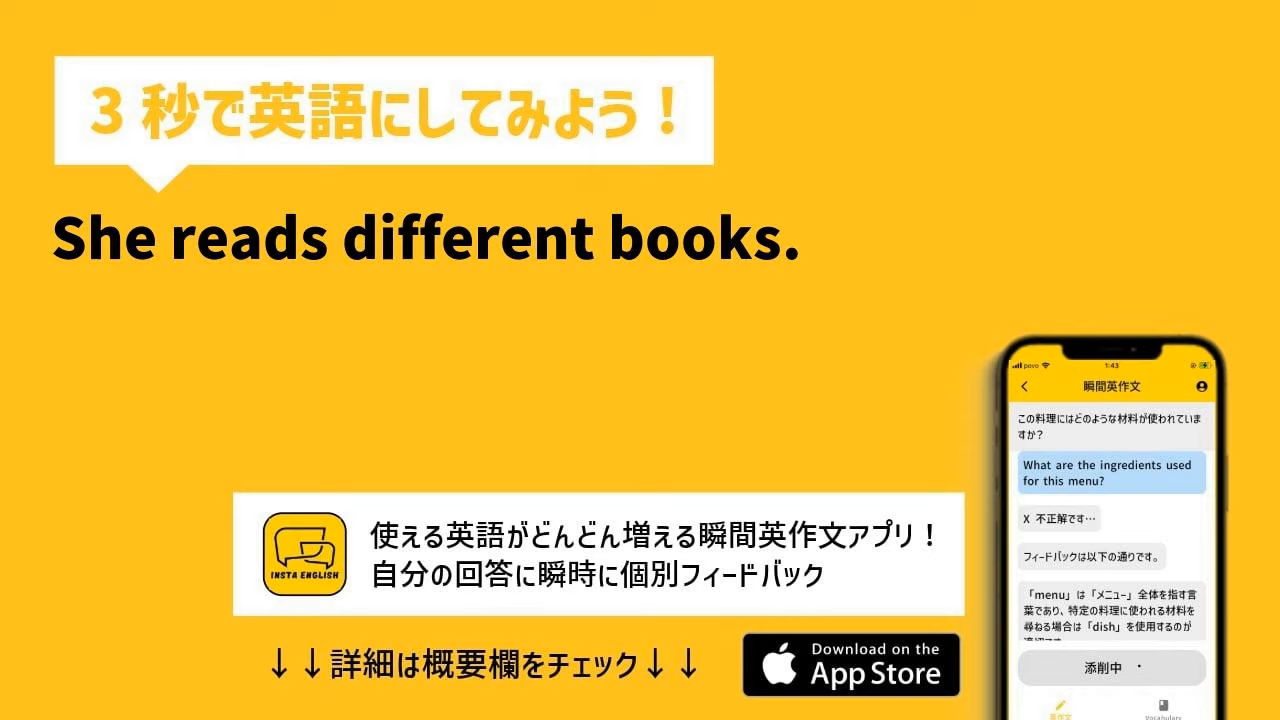 3秒で英語にしてみよう！
She reads different books.
povo 1:43
瞬間英作文
この料理にはどのような材料が使われていま
すか？
What are the ingredients used
for this menu?
X 不正解です…
フィードバックは以下の通りです。
「menu」は「メニュー」全体を指す言
葉であり、特定の料理に使われる材料を
尋ねる場合は「dish」を使用するのが
添削中
英作文 Vocabulary
INSTA ENGLISH
使える英語がどんどん増える瞬間英作文アプリ！
自分の回答に瞬時に個別フィードバック
↓↓詳細は概要欄をチェック↓↓
Download on the
App Store